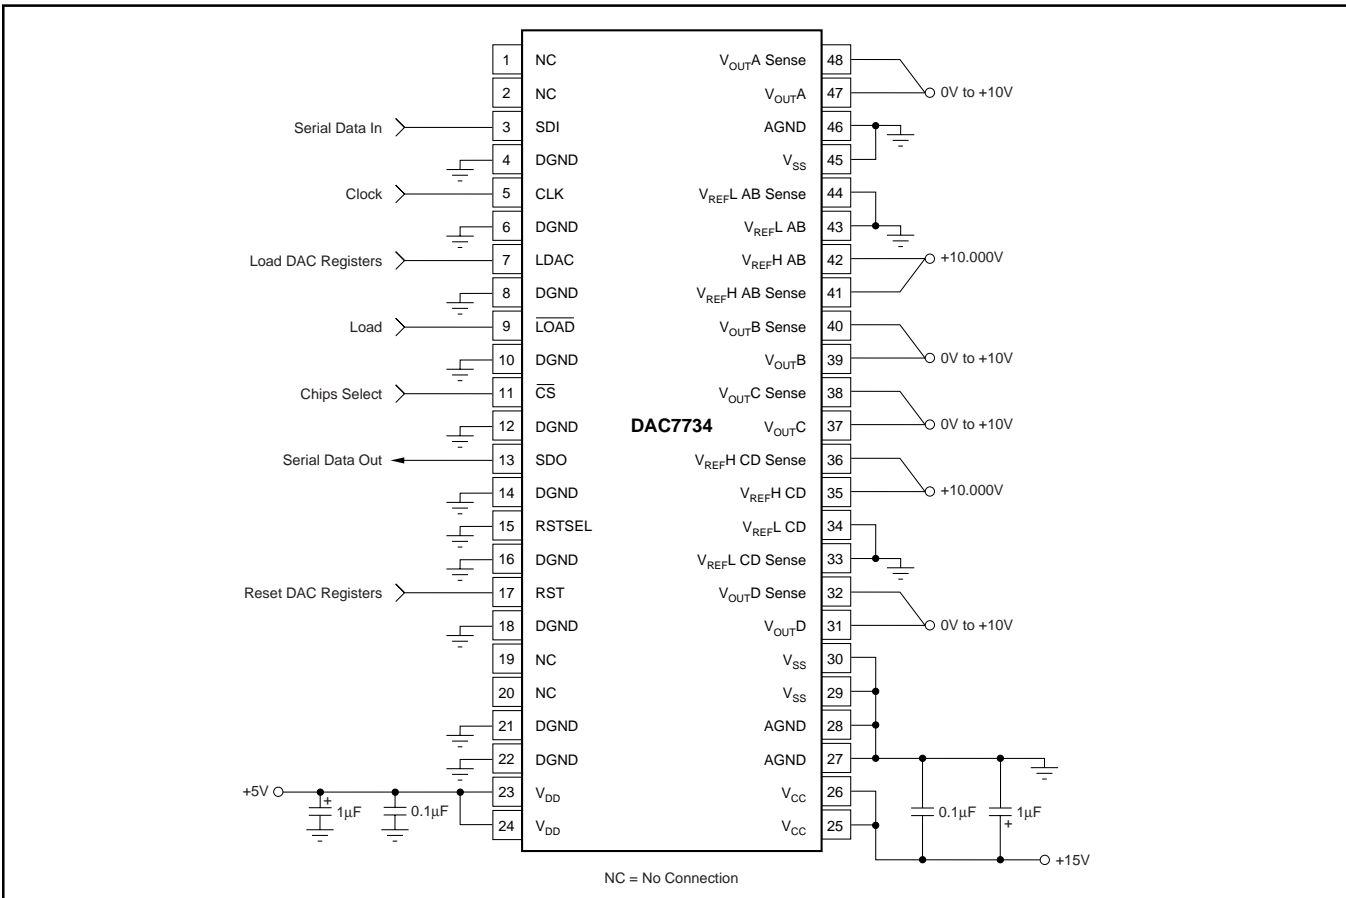 1 NC VOUTA Sense 48
2 NC VOUTA 47 0V to +10V
Serial Data In 3 SDI AGND 46
4 DGND VSS 45
Clock 5 CLK VREFL AB Sense 44
6 DGND VREFL AB 43
Load DAC Registers 7 LDAC VREFH AB 42 +10.000V
8 DGND VREFH AB Sense 41
Load 9 LOAD VOUTB Sense 40
10 DGND VOUTB 39 0V to +10V
Chips Select 11 CS VOUTC Sense 38
12 DGND DAC7734 VOUTC 37 0V to +10V
Serial Data Out 13 SDO VREFH CD Sense 36
14 DGND VREFH CD 35 +10.000V
15 RSTSEL VREFL CD 34
16 DGND VREFL CD Sense 33
Reset DAC Registers 17 RST VOUTD Sense 32
18 DGND VOUTD 31 0V to +10V
19 NC VSS 30
20 NC VSS 29
21 DGND AGND 28
22 DGND AGND 27
+5V 23 VDD VCC 26
+ 1µF 0.1µF 24 VDD VCC 25 0.1µF 1µF +
+15V
NC = No Connection